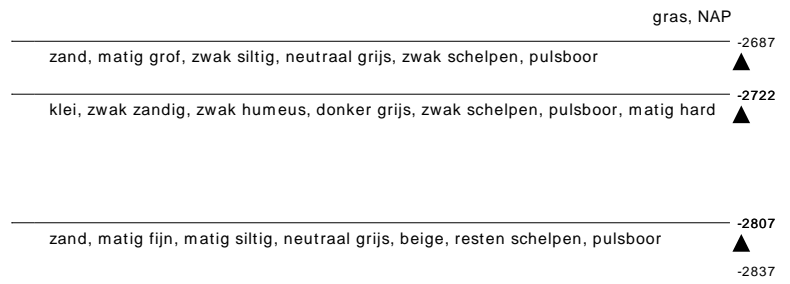 gras, NAP
-2687
zand, matig grof, zwak siltig, neutraal grijs, zwak schelpen, pulsboor
-2722
klei, zwak zandig, zwak humeus, donker grijs, zwak schelpen, pulsboor, matig hard
-2807
zand, matig fijn, matig siltig, neutraal grijs, beige, resten schelpen, pulsboor
-2837